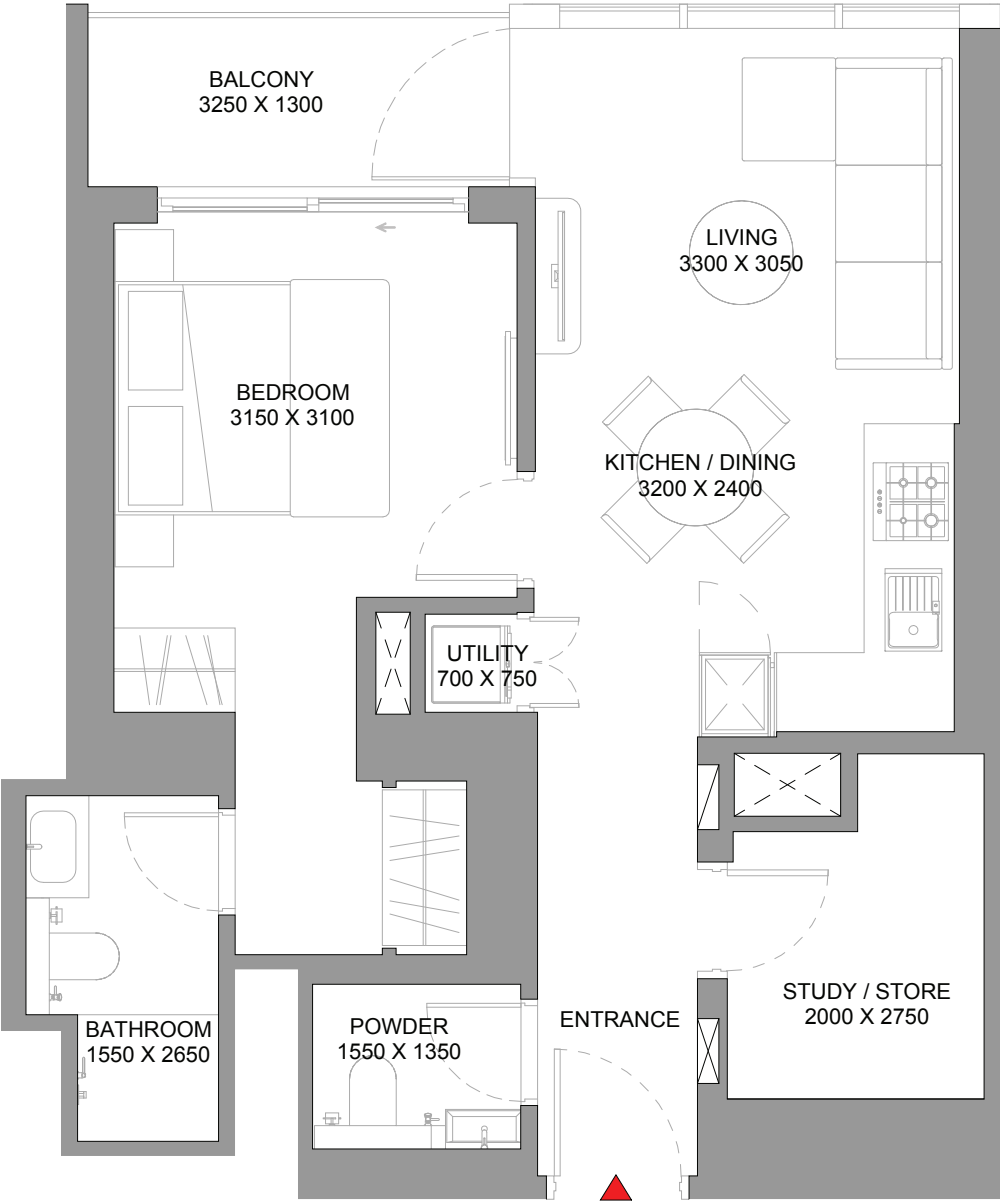 BALCONY
3250 X 1300
LIVING
3300 X 3050
BEDROOM
3150 X 3100
KITCHEN / DINING
3200 X 2400
UTILITY
700 X 750
STUDY / STORE
2000 X 2750
ENTRANCE
POWDER
1550 X 1350
BATHROOM
1550 X 2650